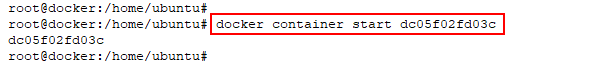 root@docker:/home/ubuntu#
root@docker:/home/ubuntu# docker container start dc05f02fd03c
dc05f02fd03c
root@docker:/home/ubuntu#